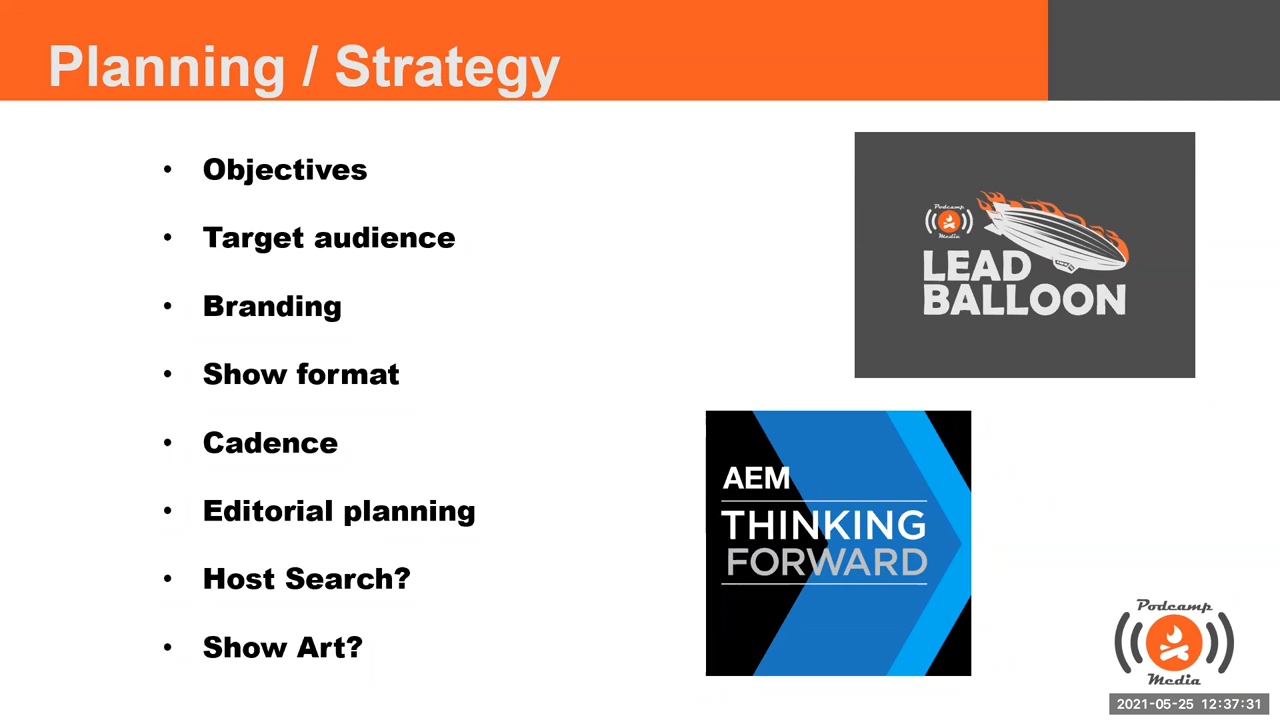 Planning / Strategy
• Objectives
• Target audience
• Branding
• Show format
• Cadence
• Editorial planning
• Host Search?
• Show Art?
Podcamp
Media
LEAD
BALLOON
AEM
THINKING
FORWARD
Podcamp
Media
2021-05-25 12:37:31